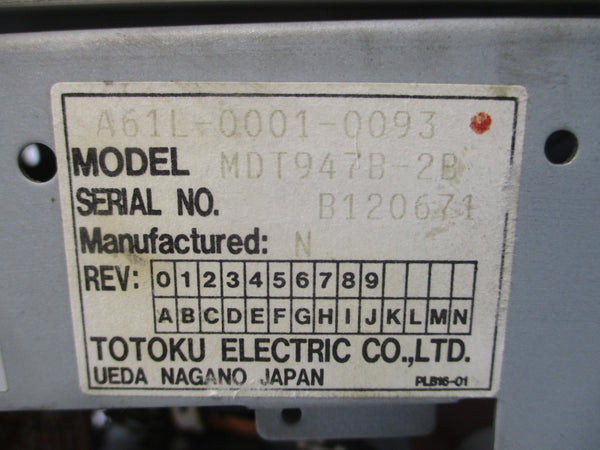 A61L-0001-0093
MODEL MDT947B-2B
SERIAL NO. B120671
Manufactured: N
REV: 0 1 2 3 4 5 6 7 8 9
A B C D E F G H I J K L M N
TOTOKU ELECTRIC CO.,LTD.
UEDA NAGANO JAPAN PLB16-01